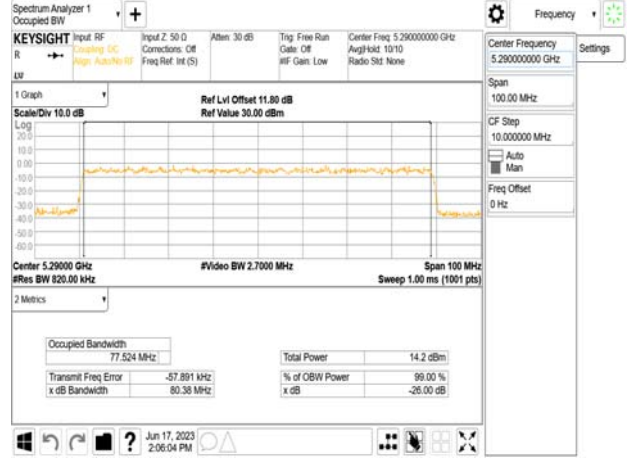 Spectrum Analyzer 1
Occupied BW
Frequency
KEYSIGHT
R
LXI
Input: RF
Coupling: DC
Align: Auto/No RF
Input Z: 50 Ω
Corrections: Off
Freq Ref: Int (S)
Atten: 30 dB
Trig: Free Run
Gate: Off
#IF Gain: Low
Center Freq: 5.290000000 GHz
Avg|Hold: 10/10
Radio Std: None
1 Graph
Scale/Div 10.0 dB
Ref Lvl Offset 11.80 dB
Ref Value 30.00 dBm
Log
20.0
10.0
0.00
-10.0
-20.0
-30.0
-40.0
-50.0
-60.0
Center 5.29000 GHz
#Res BW 820.00 kHz
#Video BW 2.7000 MHz
Span 100 MHz
Sweep 1.00 ms (1001 pts)
2 Metrics
Occupied Bandwidth
77.524 MHz
Transmit Freq Error -57.891 kHz
x dB Bandwidth 80.38 MHz
Total Power 14.2 dBm
% of OBW Power 99.00 %
x dB -26.00 dB
Jun 17, 2023
2:06:04 PM
Center Frequency
5.290000000 GHz
Settings
Span
100.00 MHz
CF Step
10.000000 MHz
Auto
Man
Freq Offset
0 Hz